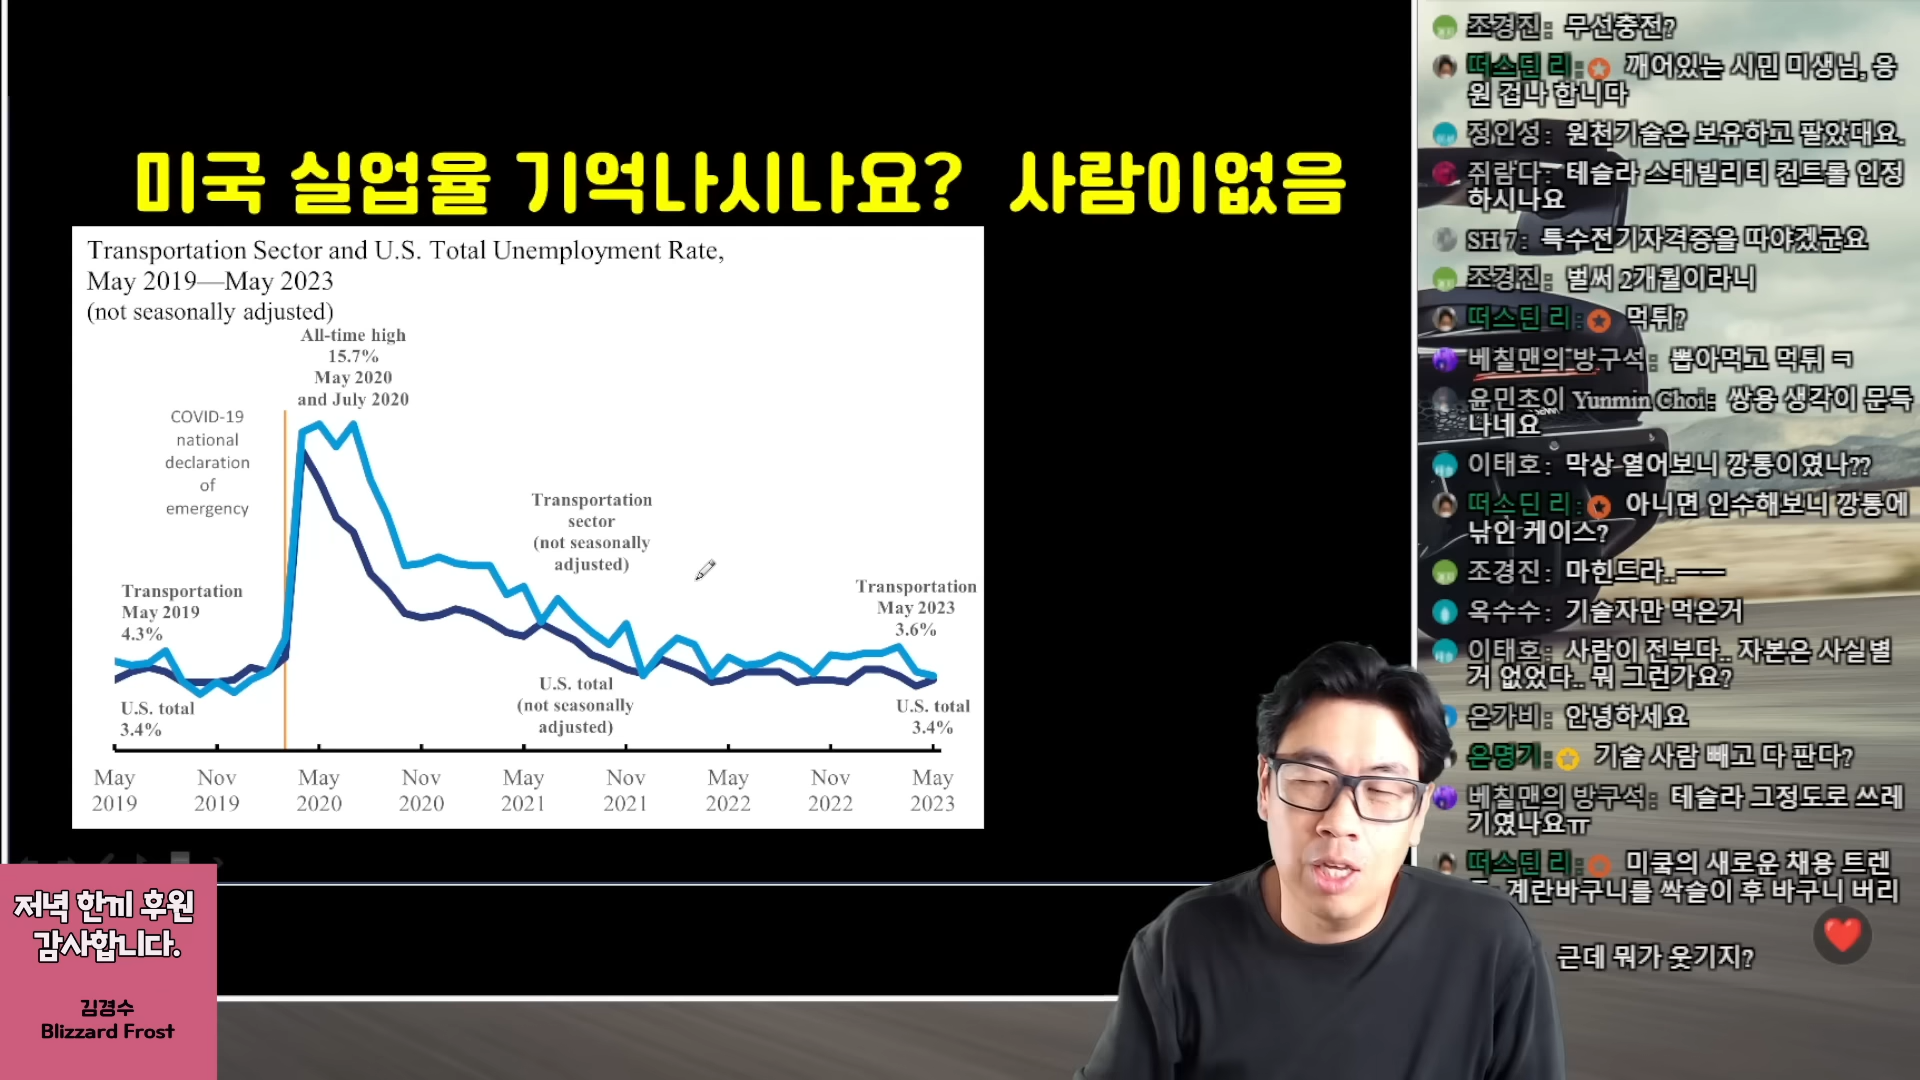 미국 실업율 기억나시나요? 사람이없음
Transportation Sector and U.S. Total Unemployment Rate,
May 2019—May 2023
(not seasonally adjusted)
All-time high
15.7%
May 2020
and July 2020
COVID-19
national
declaration
of
emergency
Transportation
sector
(not seasonally
adjusted)
Transportation
May 2019
4.3%
Transportation
May 2023
3.6%
U.S. total
3.4%
U.S. total
(not seasonally
adjusted)
U.S. total
3.4%
May Nov May Nov May Nov May Nov May
2019 2019 2020 2020 2021 2021 2022 2022 2023
저녁 한끼 후원
감사합니다.
김경수
Blizzard Frost
조경진: 무선충전?
떠스딘 리: 깨어있는 시민 미생님, 응
원 겁나 합니다
정인성: 원천기술은 보유하고 팔았대요.
쥐람다: 테슬라 스태빌리티 컨트롤 인정
하시나요
SH 7: 특수전기자격증을 따야겠군요
조경진: 벌써 2개월이라니
떠스딘 리: 먹튀?
베칠맨의 방구석: 뽑아먹고 먹튀 ㅋ
윤민초이 Yunmin Choi: 쌍용 생각이 문득
나네요
이태호: 막상 열어보니 깡통이였나??
떠스딘 리: 아니면 인수해보니 깡통에
낚인 케이스?
조경진: 마힌드라..ㅡㅡ
옥수수: 기술자만 먹은거
이태호: 사람이 전부다.. 자본은 사실별
거 없었다.. 뭐 그런가요?
은가비: 안녕하세요
은명기: 기술 사람 빼고 다 판다?
베칠맨의 방구석: 테슬라 그정도로 쓰레
기였나요ㅠ
떠스딘 리: 미쿸의 새로운 채용 트렌
계란바구니를 싹슬이 후 바구니 버리
근데 뭐가 웃기지?